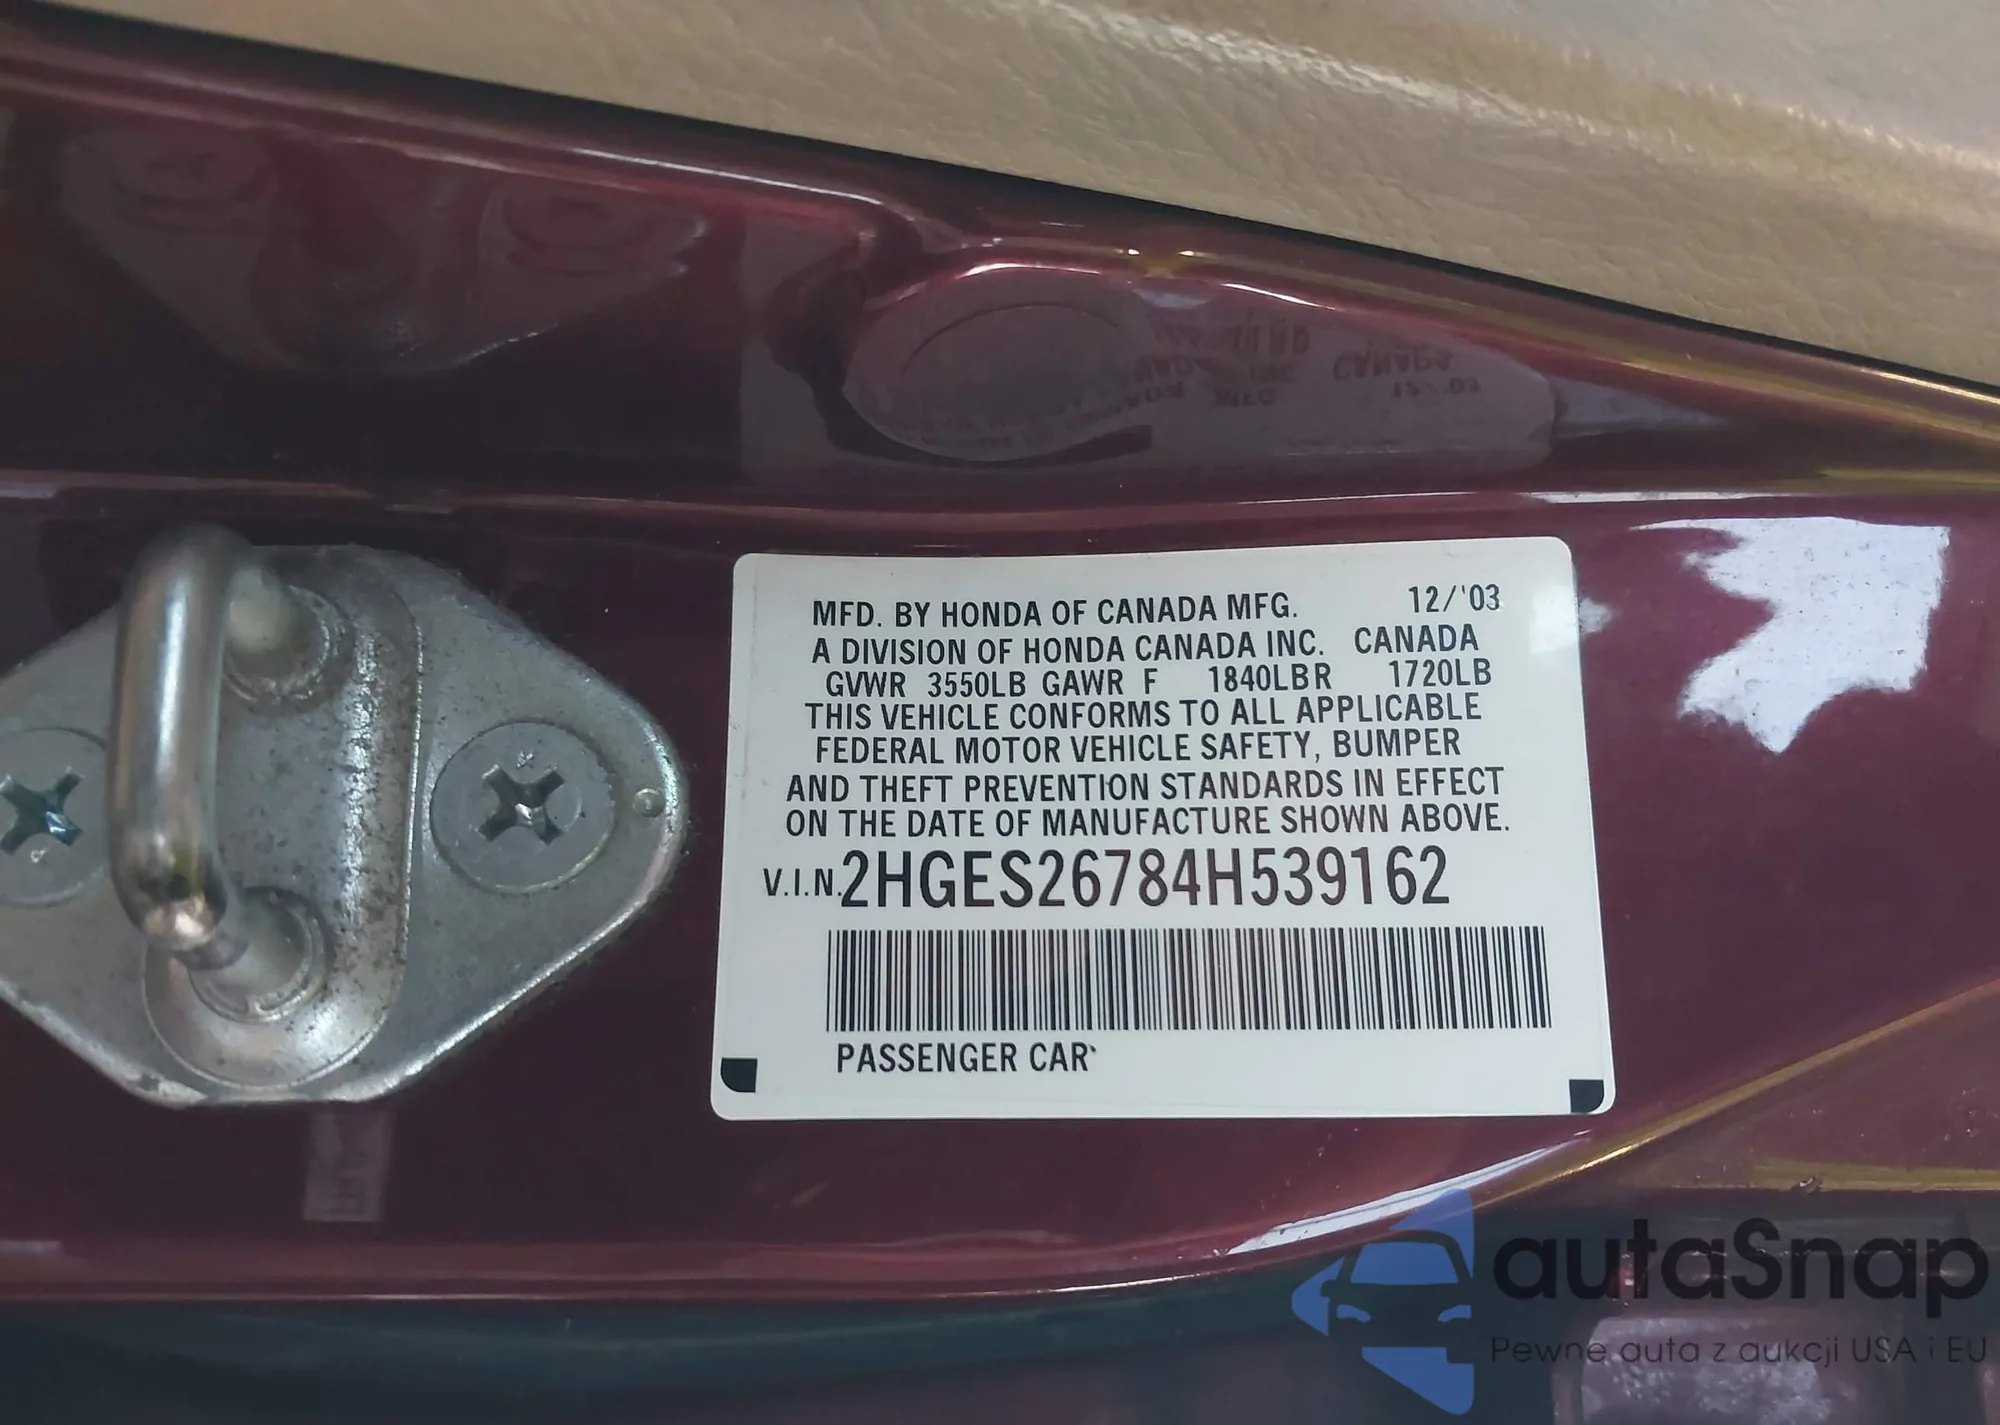 MFD. BY HONDA OF CANADA MFG. 12/'03
A DIVISION OF HONDA CANADA INC. CANADA
GVWR 3550LB GAWR F 1840LBR 1720LB
THIS VEHICLE CONFORMS TO ALL APPLICABLE
FEDERAL MOTOR VEHICLE SAFETY, BUMPER
AND THEFT PREVENTION STANDARDS IN EFFECT
ON THE DATE OF MANUFACTURE SHOWN ABOVE.
V.I.N.2HGES26784H539162
PASSENGER CAR
autaSnap
Pewne auta z aukcji USA i EU